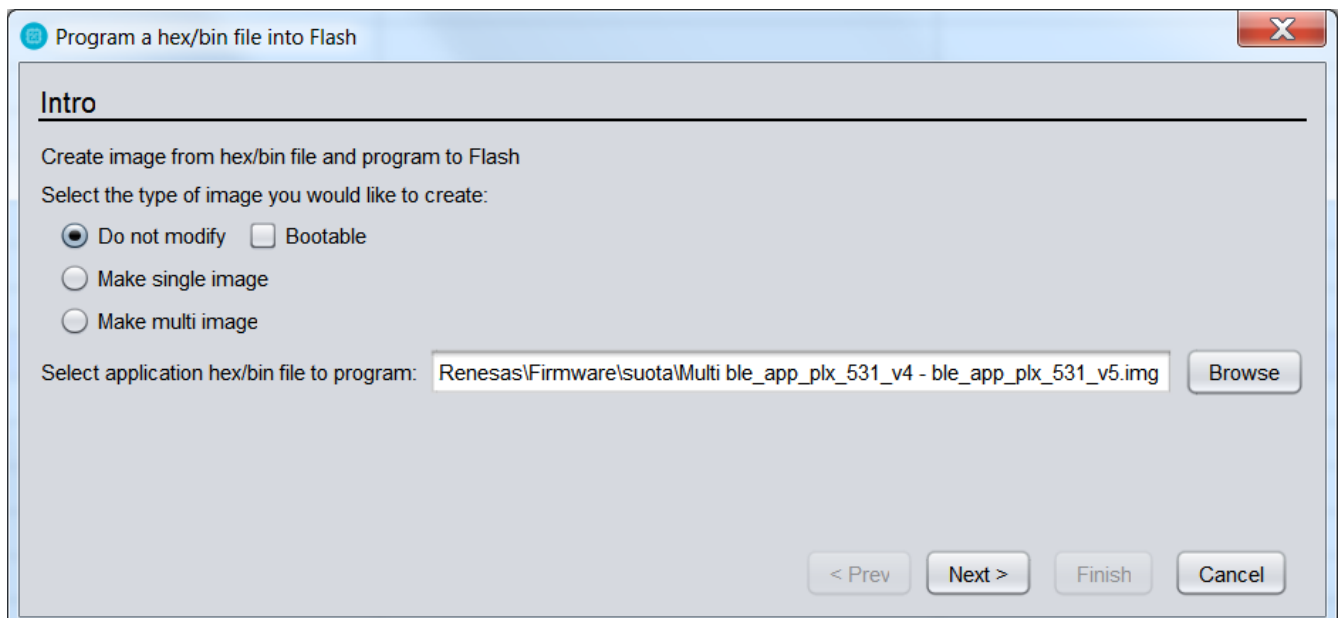 Program a hex/bin file into Flash
Intro
Create image from hex/bin file and program to Flash
Select the type of image you would like to create:
Do not modify Bootable
Make single image
Make multi image
Select application hex/bin file to program: Renesas\Firmware\suota\Multi ble_app_plx_531_v4 - ble_app_plx_531_v5.img Browse
< Prev Next > Finish Cancel